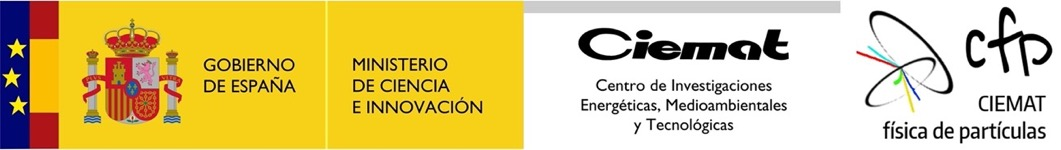 GOBIERNO
DE ESPAÑA
MINISTERIO
DE CIENCIA
E INNOVACIÓN
Ciemat
Centro de Investigaciones
Energéticas, Medioambientales
y Tecnológicas
cfp
CIEMAT
física de partículas